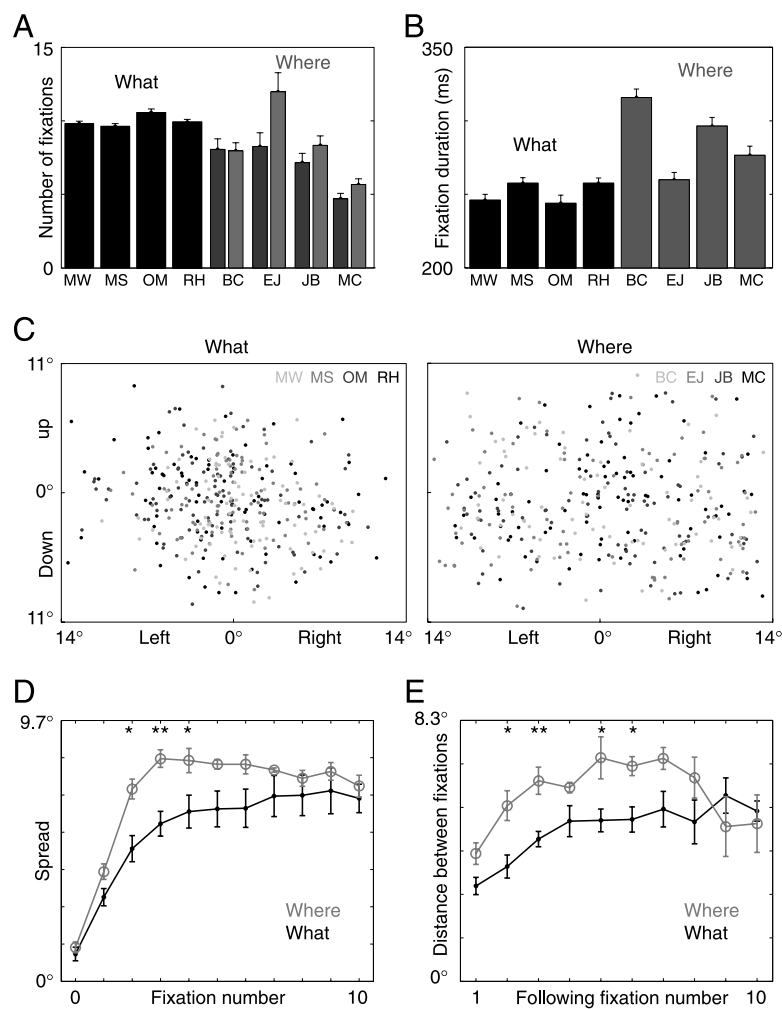 A
15
Number of fixations
0
What
Where
MW MS OM RH BC EJ JB MC
B
350
Fixation duration (ms)
200
What
Where
MW MS OM RH BC EJ JB MC
C
What
11°
up
0°
Down
11°
MW MS OM RH
14° Left 0° Right 14°
Where
BC EJ JB MC
14° Left 0° Right 14°
D
9.7°
Spread
0°
* ** *
Where
What
0 Fixation number 10
E
8.3°
Distance between fixations
0°
* ** * *
Where
What
1 Following fixation number 10